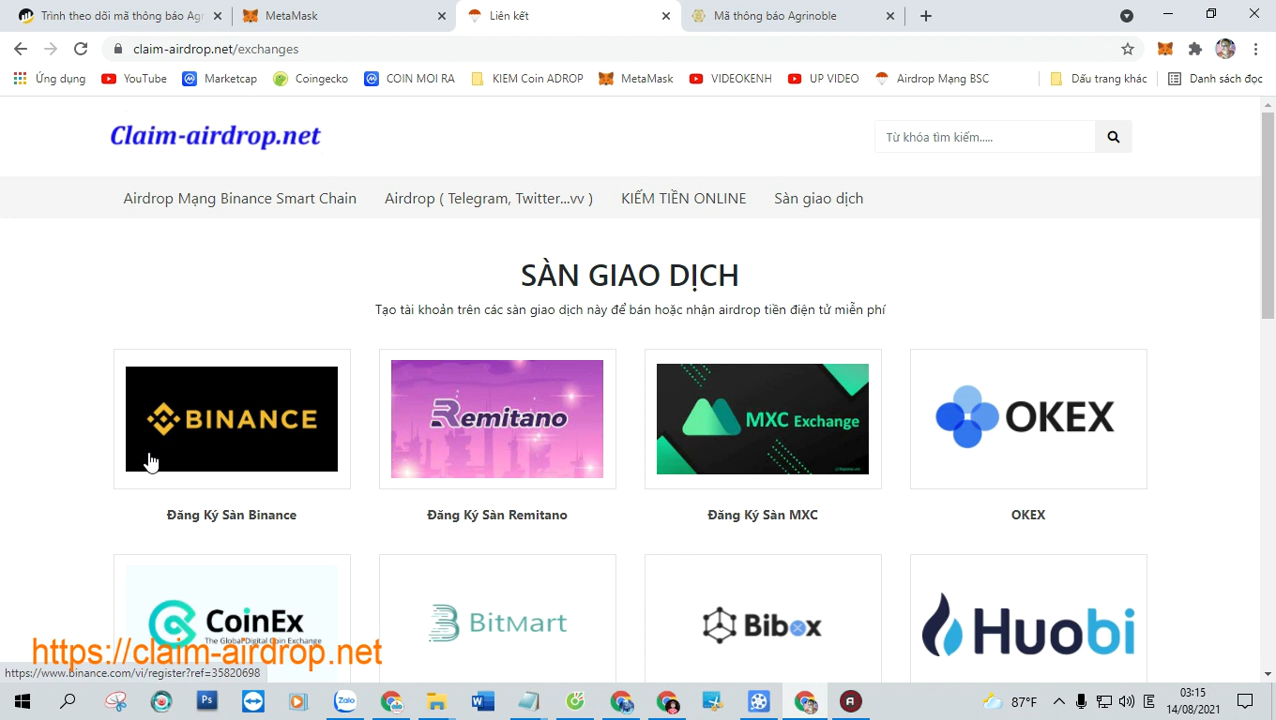 Trình theo dõi mã thông báo Agr
MetaMask
Liên kết
Mã thông báo Agrinoble
claim-airdrop.net/exchanges
Ứng dụng
YouTube
Marketcap
Coingecko
COIN MOI RA
KIEM Coin ADROP
MetaMask
VIDEOKENH
UP VIDEO
Airdrop Mạng BSC
Dấu trang khác
Danh sách đọc
Claim-airdrop.net
Từ khóa tìm kiếm.....
Airdrop Mạng Binance Smart Chain
Airdrop ( Telegram, Twitter...vv )
KIẾM TIỀN ONLINE
Sàn giao dịch
SÀN GIAO DỊCH
Tạo tài khoản trên các sàn giao dịch này để bán hoặc nhận airdrop tiền điện tử miễn phí
BINANCE
Remitano
MXC Exchange
OKEX
Đăng Ký Sàn Binance
Đăng Ký Sàn Remitano
Đăng Ký Sàn MXC
OKEX
CoinEx
The Global Digital Coin Exchange
BitMart
Bibox
Huobi
https://claim-airdrop.net
https://www.binance.com/vi/register?ref=35820698
Ps
Zalo
87°F
E
03:15
14/08/2021